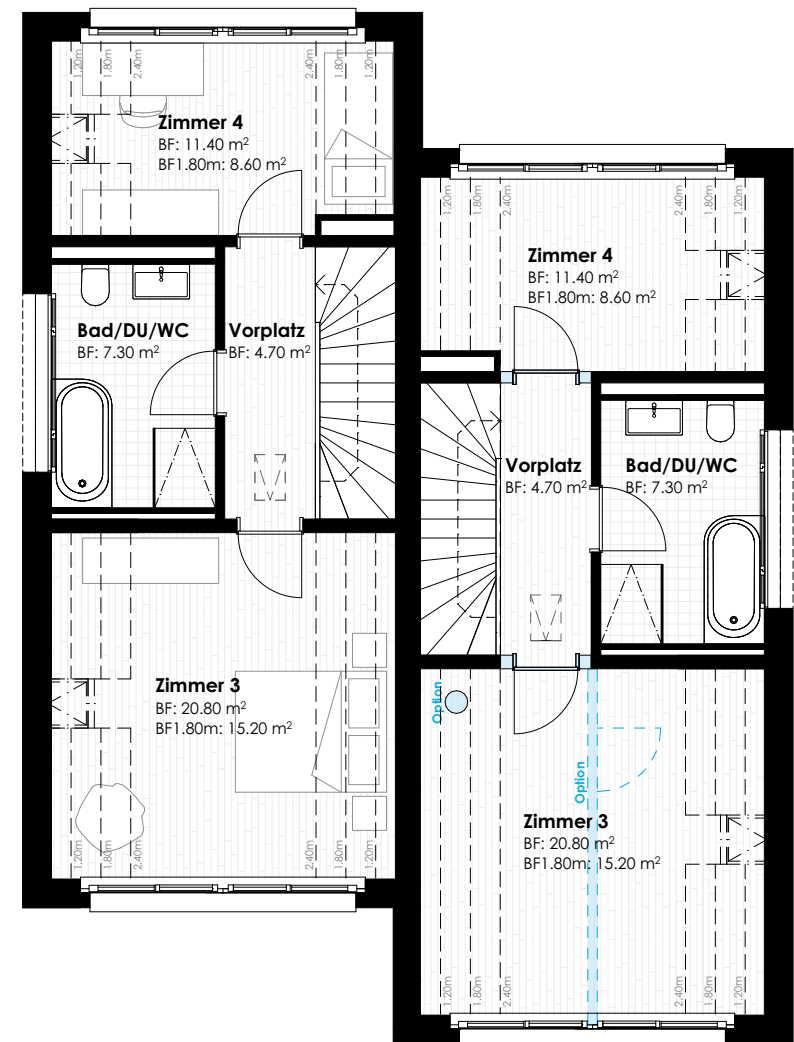 1.20m
1.80m
2.40m
2.40m
1.80m
1.20m
Zimmer 4
BF: 11.40 m²
BF1.80m: 8.60 m²
Bad/DU/WC
BF: 7.30 m²
Vorplatz
BF: 4.70 m²
Zimmer 3
BF: 20.80 m²
BF1.80m: 15.20 m²
1.20m
1.80m
2.40m
2.40m
1.80m
1.20m
1.20m
1.80m
2.40m
2.40m
1.80m
1.20m
Zimmer 4
BF: 11.40 m²
BF1.80m: 8.60 m²
Vorplatz
BF: 4.70 m²
Bad/DU/WC
BF: 7.30 m²
Option
Option
Zimmer 3
BF: 20.80 m²
BF1.80m: 15.20 m²
1.20m
1.80m
2.40m
2.40m
1.80m
1.20m